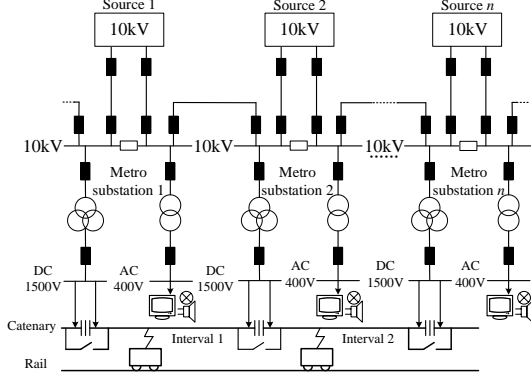 Source 1 Source 2 Source n
10kV 10kV 10kV
10kV 10kV 10kV
Metro substation 1 Metro substation 2 Metro substation n
DC 1500V AC 400V DC 1500V AC 400V DC 1500V AC 400V
Catenary Interval 1 Interval 2
Rail